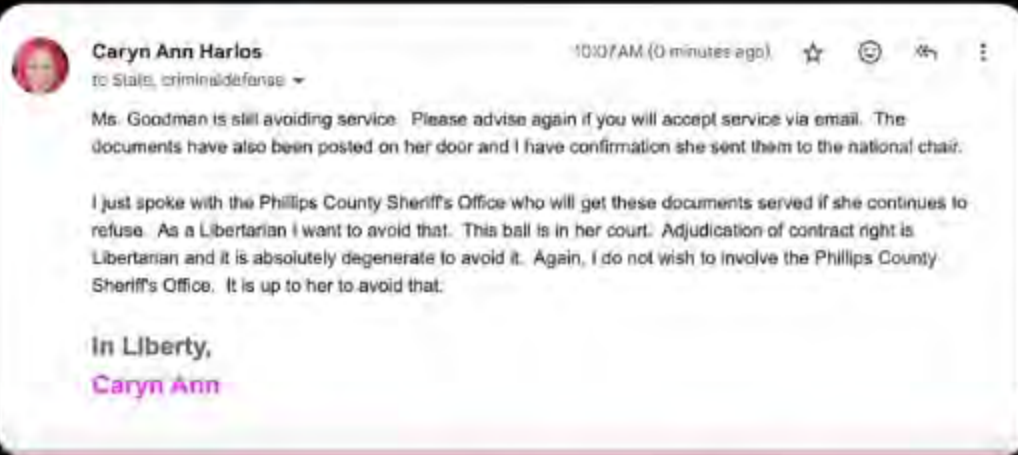 Caryn Ann Harlos
10:07 AM (0 minutes ago)
to State, criminaldefense
Ms. Goodman is still avoiding service. Please advise again if you will accept service via email. The
documents have also been posted on her door and I have confirmation she sent them to the national chair.
I just spoke with the Phillips County Sheriff's Office who will get these documents served if she continues to
refuse. As a Libertarian I want to avoid that. This ball is in her court. Adjudication of contract right is
Libertarian and it is absolutely degenerate to avoid it. Again, I do not wish to involve the Phillips County
Sheriff's Office. It is up to her to avoid that.
In Liberty,
Caryn Ann